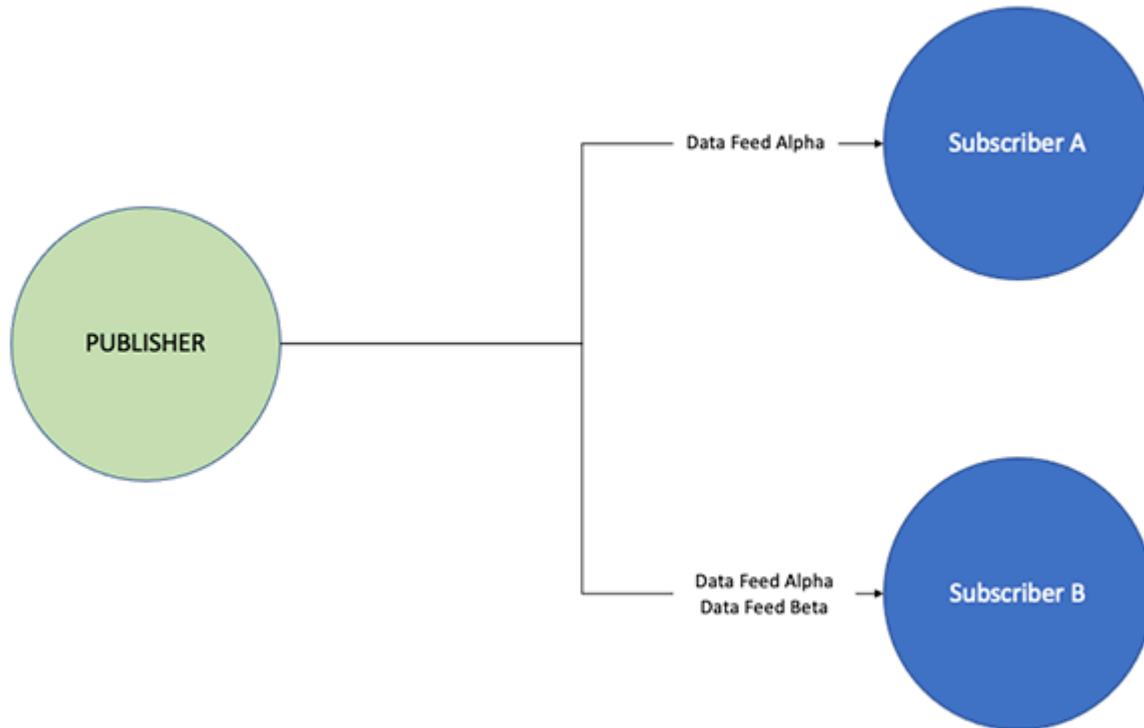 Data Feed Alpha
Subscriber A
PUBLISHER
Data Feed Alpha
Data Feed Beta
Subscriber B